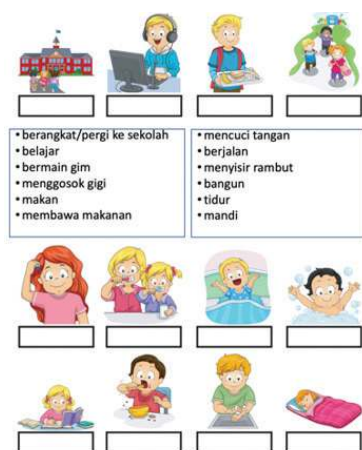 • berangkat/pergi ke sekolah
• belajar
• bermain gim
• menggosok gigi
• makan
• membawa makanan
• mencuci tangan
• berjalan
• menyisir rambut
• bangun
• tidur
• mandi